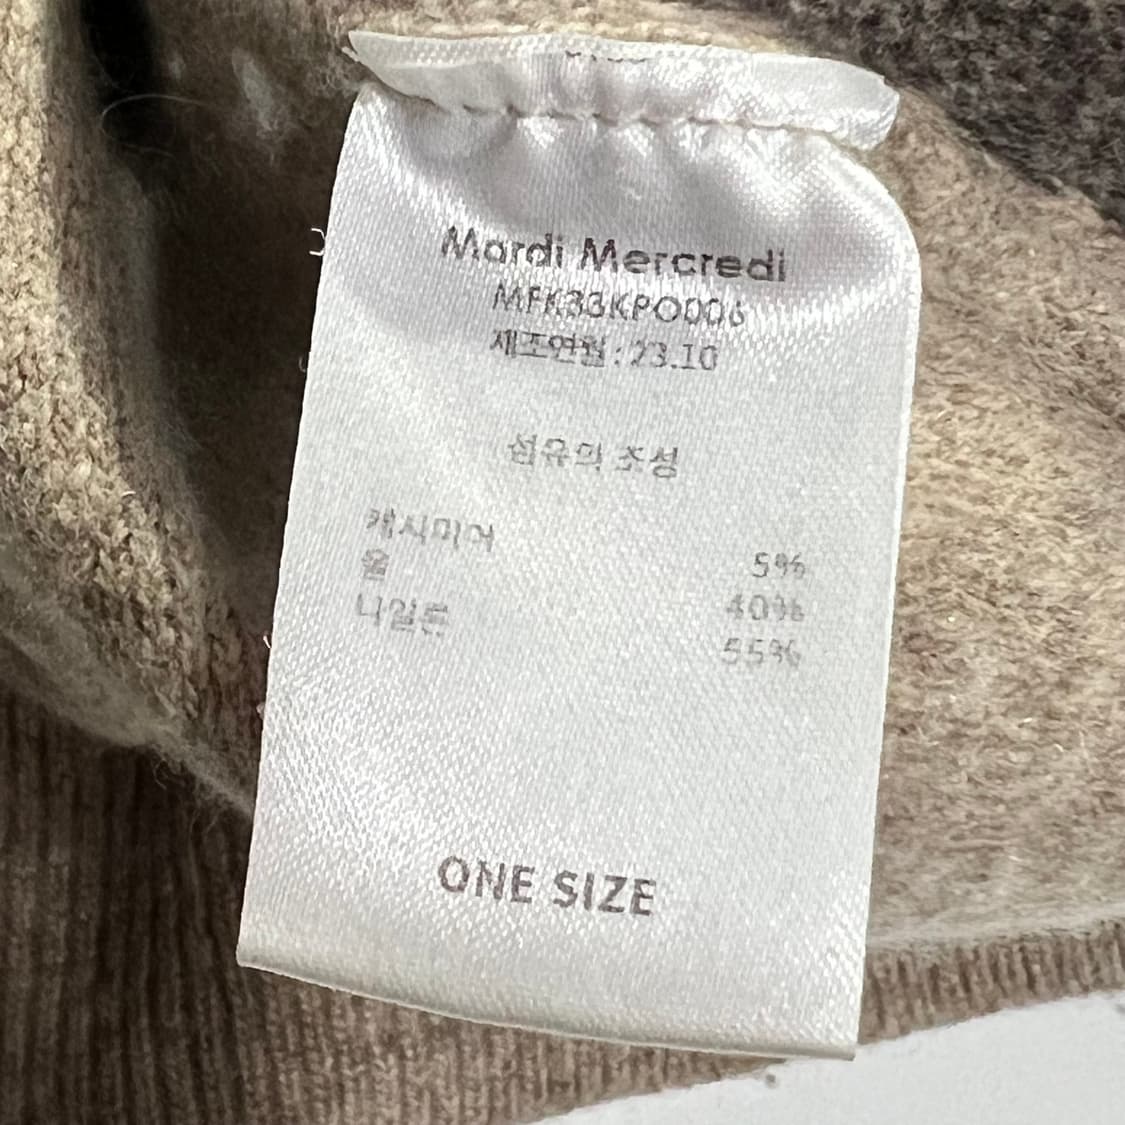 Mardi Mercredi
MFK33KPO006
제조연월 : 23.10
섬유의 조성
캐시미어 5%
울 40%
나일론 55%
ONE SIZE